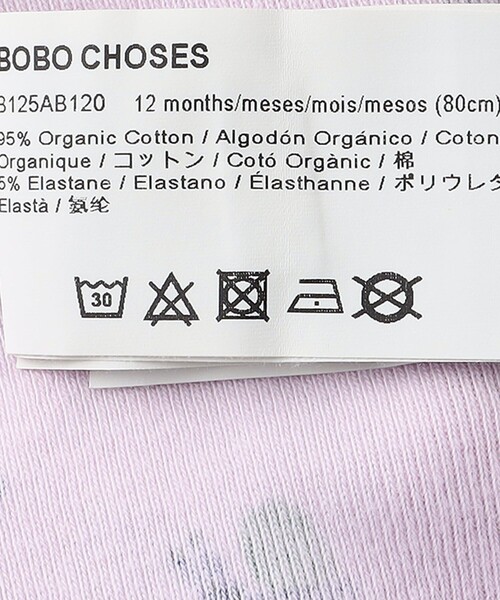 BOBO CHOSES
B125AB120 12 months/meses/mois/mesos (80cm)
95% Organic Cotton / Algodón Orgánico / Coton
Organique / コットン / Cotó Orgànic / 棉
5% Elastane / Elastano / Élasthanne / ポリウレタ
Elastà / 氨纶
30